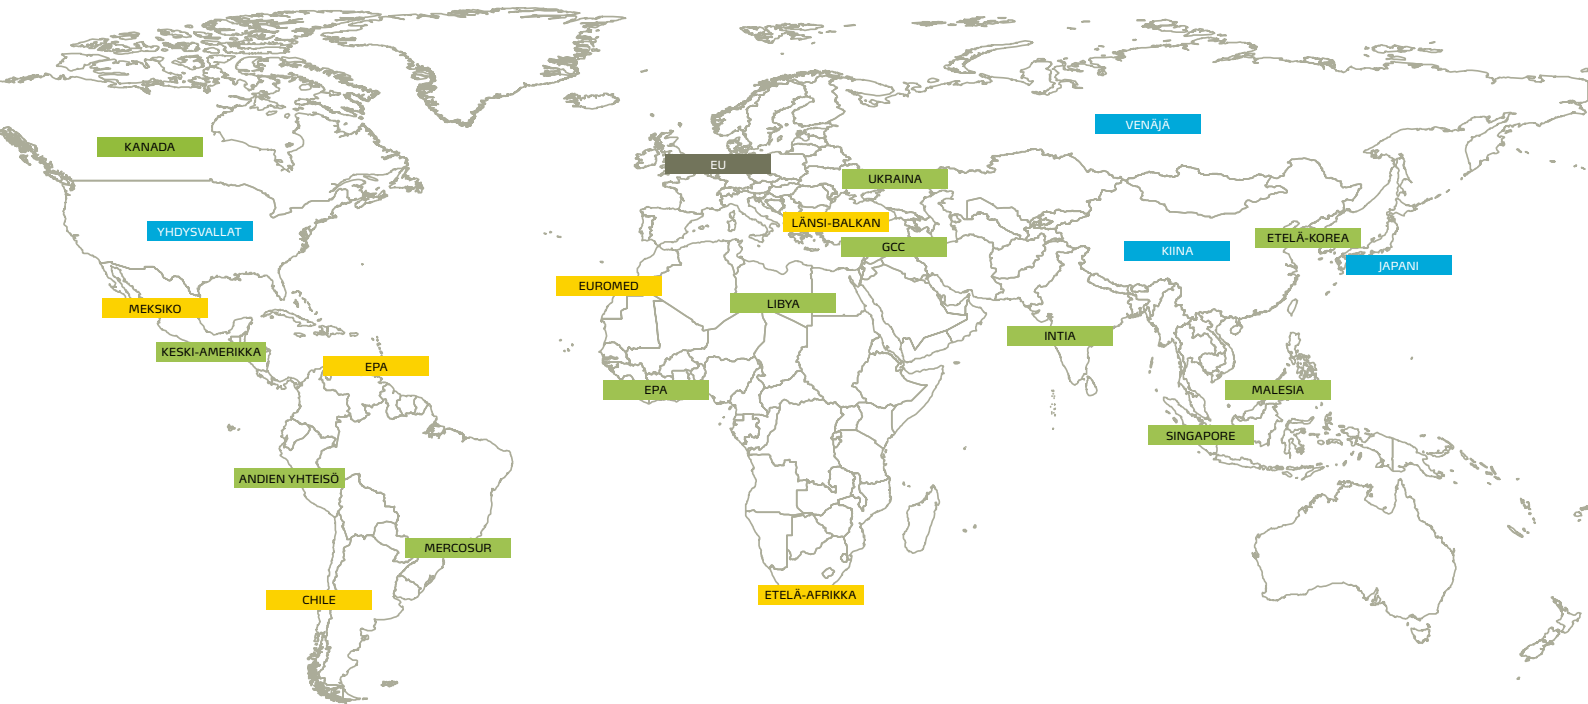 VENÄJÄ
KANADA
EU
UKRAINA
LÄNSI-BALKAN
YHDYSVALLAT
ETELÄ-KOREA
GCC
KIINA
JAPANI
EUROMED
LIBYA
MEKSIKO
INTIA
KESKI-AMERIKKA
EPA
EPA
MALESIA
SINGAPORE
ANDIEN YHTEISÖ
MERCOSUR
ETELÄ-AFRIKKA
CHILE